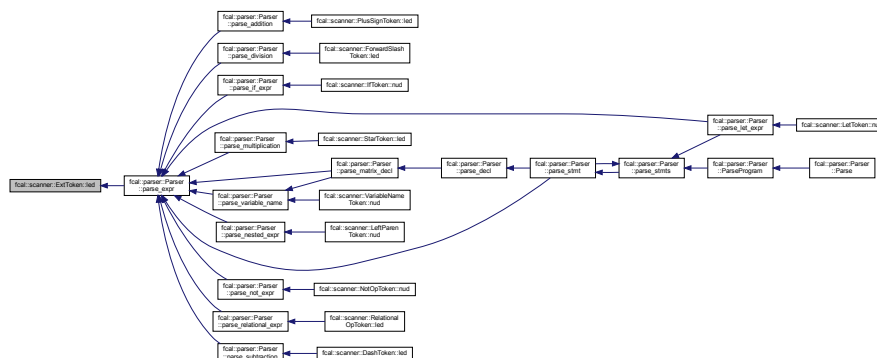 fcal::parser::Parser
::parse_addition
fcal::scanner::PlusSignToken::led
fcal::parser::Parser
::parse_division
fcal::scanner::ForwardSlash
Token::led
fcal::parser::Parser
::parse_if_expr
fcal::scanner::IfToken::nud
fcal::parser::Parser
::parse_let_expr
fcal::scanner::LetToken::nud
fcal::parser::Parser
::parse_multiplication
fcal::scanner::StarToken::led
fcal::scanner::ExtToken::led
fcal::parser::Parser
::parse_expr
fcal::parser::Parser
::parse_matrix_decl
fcal::parser::Parser
::parse_decl
fcal::parser::Parser
::parse_stmt
fcal::parser::Parser
::parse_stmts
fcal::parser::Parser
::ParseProgram
fcal::parser::Parser
::Parse
fcal::parser::Parser
::parse_variable_name
fcal::scanner::VariableName
Token::nud
fcal::parser::Parser
::parse_nested_expr
fcal::scanner::LeftParen
Token::nud
fcal::parser::Parser
::parse_not_expr
fcal::scanner::NotOpToken::nud
fcal::parser::Parser
::parse_relational_expr
fcal::scanner::Relational
OpToken::led
fcal::parser::Parser
::parse_subtraction
fcal::scanner::DashToken::led